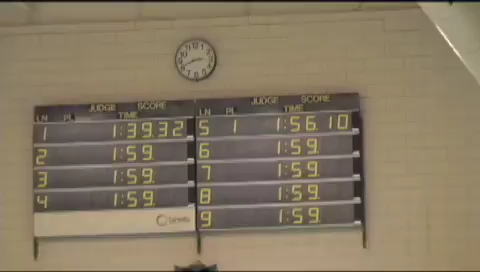 JUDGE SCORE
LN PL TIME
1 1:39.32
2 1:59.
3 1:59.
4 1:59.
JUDGE SCORE
LN PL TIME
5 1 1:56.10
6 1:59.
7 1:59.
8 1:59.
9 1:59.